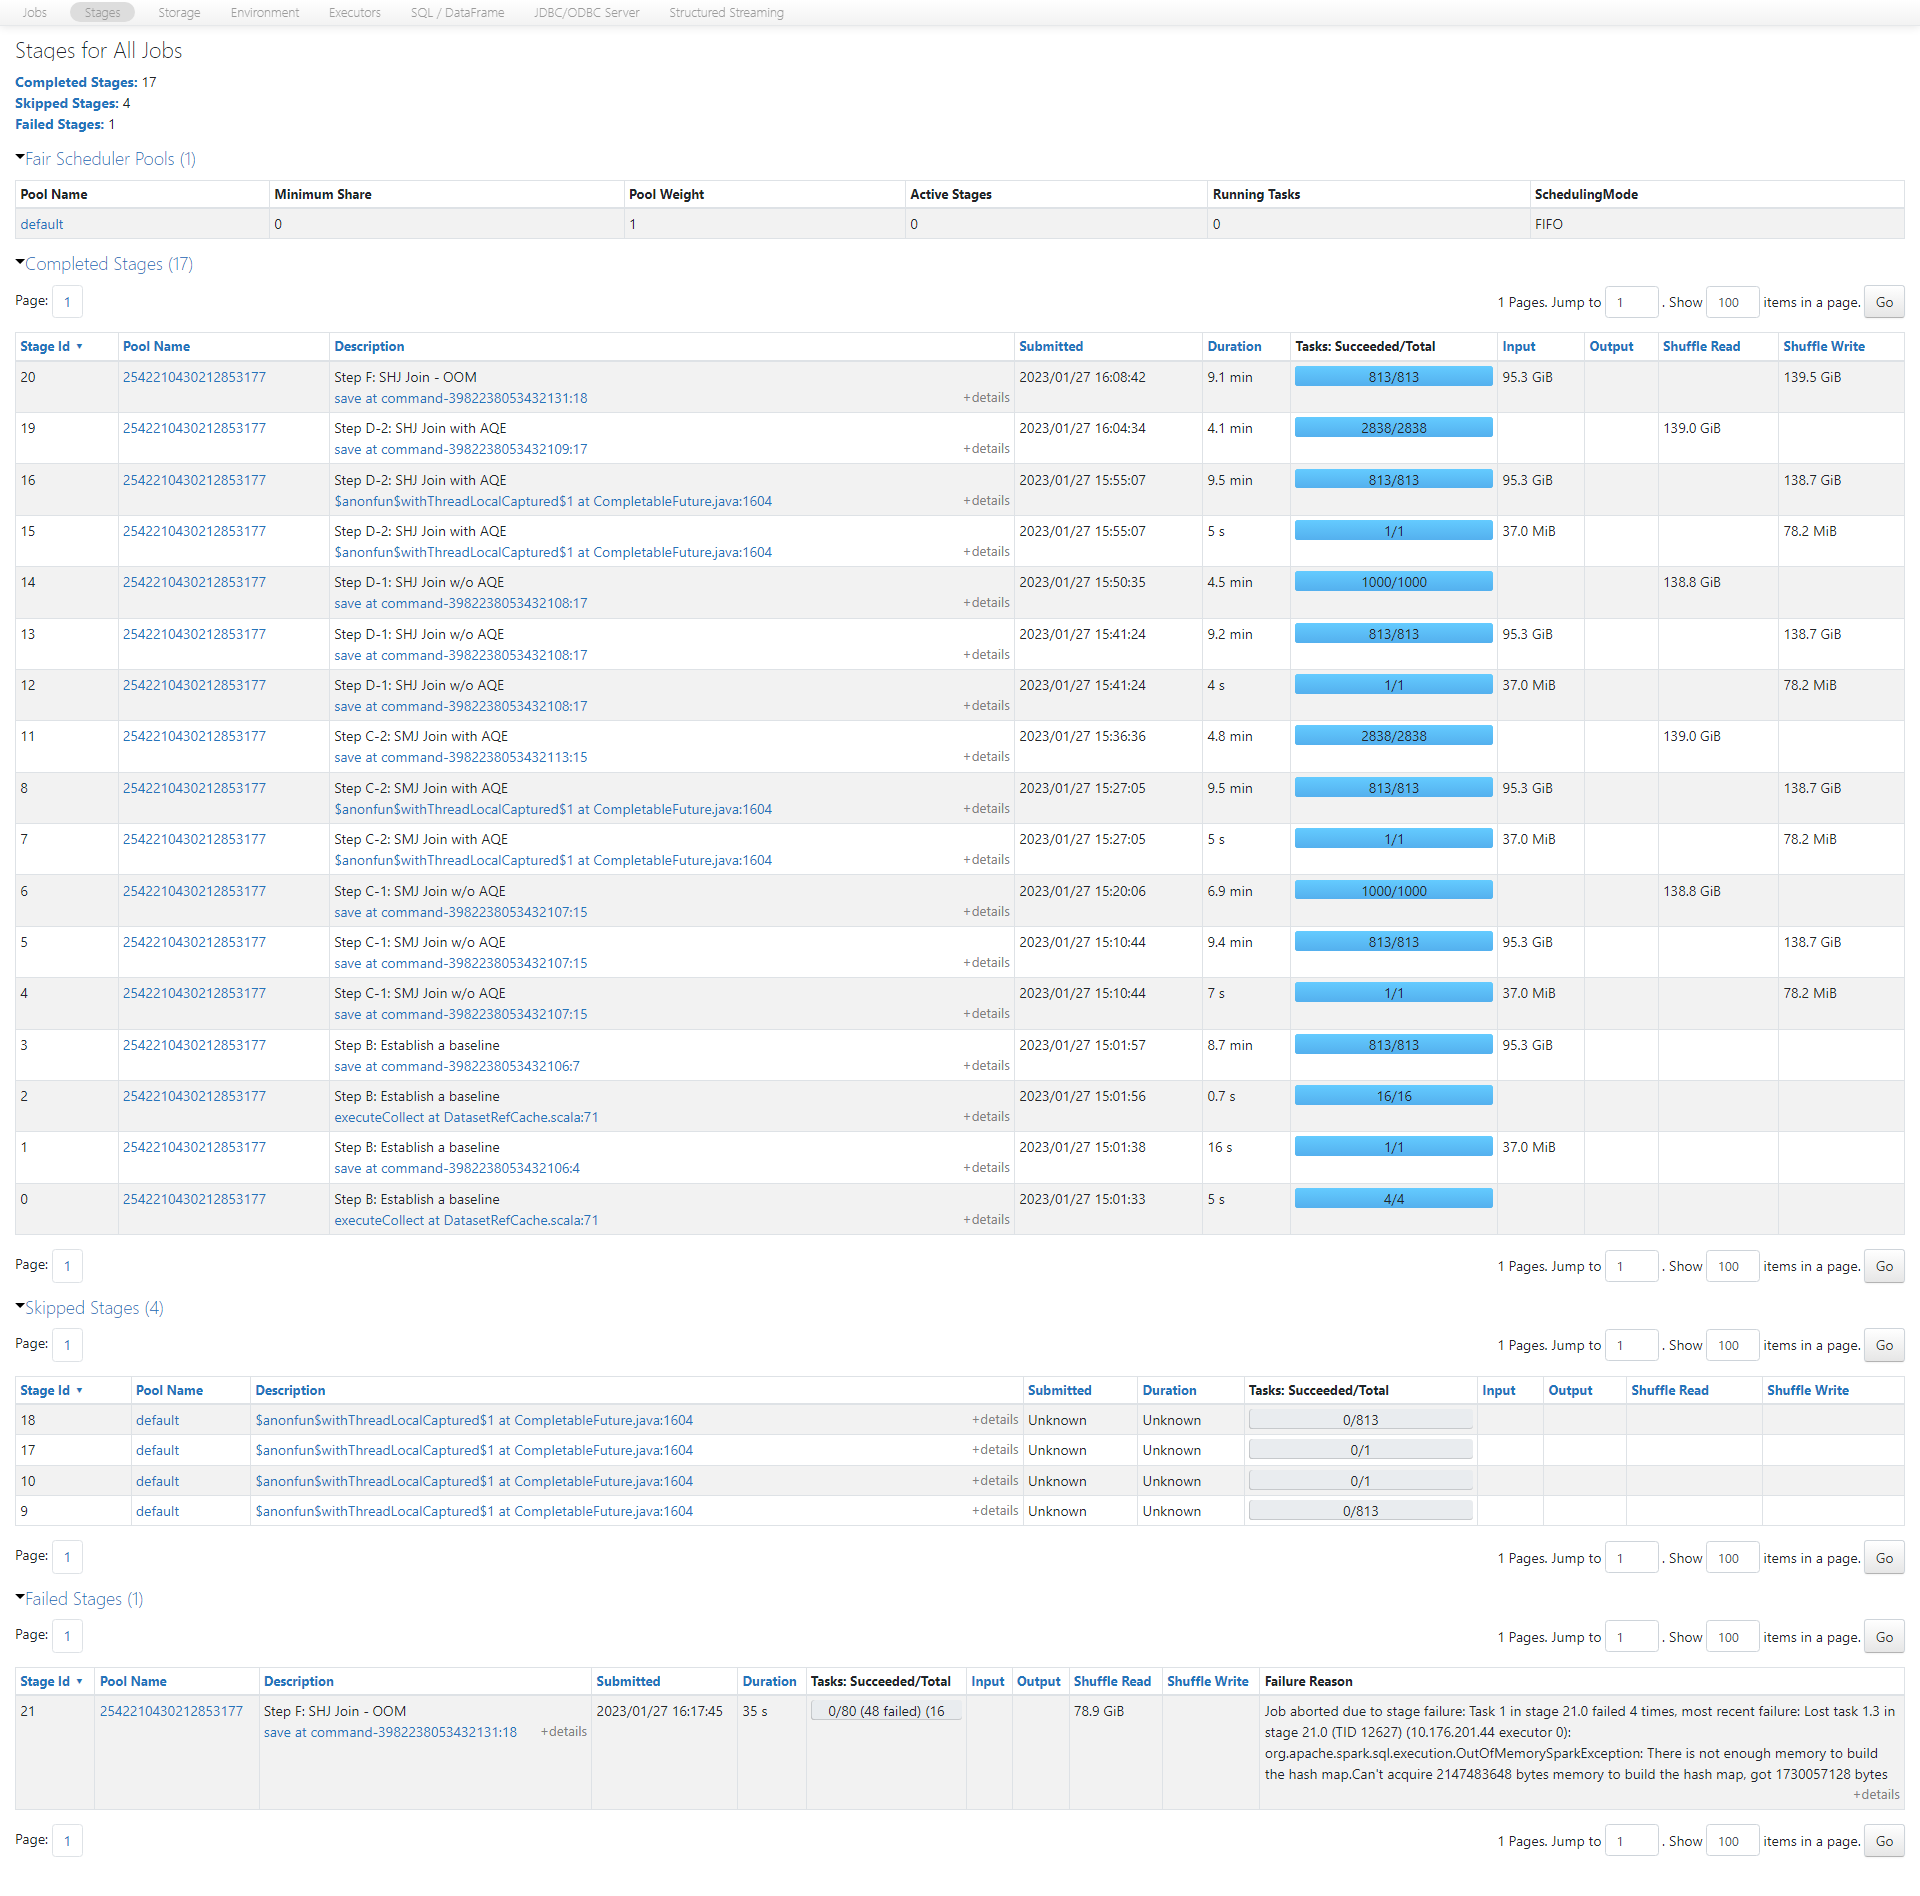 Jobs Stages Storage Environment Executors SQL / DataFrame JDBC/ODBC Server Structured Streaming
Stages for All Jobs
Completed Stages: 17
Skipped Stages: 4
Failed Stages: 1
Fair Scheduler Pools (1)
Pool Name Minimum Share Pool Weight Active Stages Running Tasks SchedulingMode
default 0 1 0 0 FIFO
Completed Stages (17)
Page: 1 1 Pages. Jump to 1 . Show 100 items in a page. Go
Stage Id ▾ Pool Name Description Submitted Duration Tasks: Succeeded/Total Input Output Shuffle Read Shuffle Write
20 2542210430212853177 Step F: SHJ Join - OOM 2023/01/27 16:08:42 9.1 min 813/813 95.3 GiB 139.5 GiB
save at command-3982238053432131:18 +details
19 2542210430212853177 Step D-2: SHJ Join with AQE 2023/01/27 16:04:34 4.1 min 2838/2838 139.0 GiB
save at command-3982238053432109:17 +details
16 2542210430212853177 Step D-2: SHJ Join with AQE 2023/01/27 15:55:07 9.5 min 813/813 95.3 GiB 138.7 GiB
$anonfun$withThreadLocalCaptured$1 at CompletableFuture.java:1604 +details
15 2542210430212853177 Step D-2: SHJ Join with AQE 2023/01/27 15:55:07 5 s 1/1 37.0 MiB 78.2 MiB
$anonfun$withThreadLocalCaptured$1 at CompletableFuture.java:1604 +details
14 2542210430212853177 Step D-1: SHJ Join w/o AQE 2023/01/27 15:50:35 4.5 min 1000/1000 138.8 GiB
save at command-3982238053432108:17 +details
13 2542210430212853177 Step D-1: SHJ Join w/o AQE 2023/01/27 15:41:24 9.2 min 813/813 95.3 GiB 138.7 GiB
save at command-3982238053432108:17 +details
12 2542210430212853177 Step D-1: SHJ Join w/o AQE 2023/01/27 15:41:24 4 s 1/1 37.0 MiB 78.2 MiB
save at command-3982238053432108:17 +details
11 2542210430212853177 Step C-2: SMJ Join with AQE 2023/01/27 15:36:36 4.8 min 2838/2838 139.0 GiB
save at command-3982238053432113:15 +details
8 2542210430212853177 Step C-2: SMJ Join with AQE 2023/01/27 15:27:05 9.5 min 813/813 95.3 GiB 138.7 GiB
$anonfun$withThreadLocalCaptured$1 at CompletableFuture.java:1604 +details
7 2542210430212853177 Step C-2: SMJ Join with AQE 2023/01/27 15:27:05 5 s 1/1 37.0 MiB 78.2 MiB
$anonfun$withThreadLocalCaptured$1 at CompletableFuture.java:1604 +details
6 2542210430212853177 Step C-1: SMJ Join w/o AQE 2023/01/27 15:20:06 6.9 min 1000/1000 138.8 GiB
save at command-3982238053432107:15 +details
5 2542210430212853177 Step C-1: SMJ Join w/o AQE 2023/01/27 15:10:44 9.4 min 813/813 95.3 GiB 138.7 GiB
save at command-3982238053432107:15 +details
4 2542210430212853177 Step C-1: SMJ Join w/o AQE 2023/01/27 15:10:44 7 s 1/1 37.0 MiB 78.2 MiB
save at command-3982238053432107:15 +details
3 2542210430212853177 Step B: Establish a baseline 2023/01/27 15:01:57 8.7 min 813/813 95.3 GiB
save at command-3982238053432106:7 +details
2 2542210430212853177 Step B: Establish a baseline 2023/01/27 15:01:56 0.7 s 16/16
executeCollect at DatasetRefCache.scala:71 +details
1 2542210430212853177 Step B: Establish a baseline 2023/01/27 15:01:38 16 s 1/1 37.0 MiB
save at command-3982238053432106:4 +details
0 2542210430212853177 Step B: Establish a baseline 2023/01/27 15:01:33 5 s 4/4
executeCollect at DatasetRefCache.scala:71 +details
Page: 1 1 Pages. Jump to 1 . Show 100 items in a page. Go
Skipped Stages (4)
Page: 1 1 Pages. Jump to 1 . Show 100 items in a page. Go
Stage Id ▾ Pool Name Description Submitted Duration Tasks: Succeeded/Total Input Output Shuffle Read Shuffle Write
18 default $anonfun$withThreadLocalCaptured$1 at CompletableFuture.java:1604 +details Unknown Unknown 0/813
17 default $anonfun$withThreadLocalCaptured$1 at CompletableFuture.java:1604 +details Unknown Unknown 0/1
10 default $anonfun$withThreadLocalCaptured$1 at CompletableFuture.java:1604 +details Unknown Unknown 0/1
9 default $anonfun$withThreadLocalCaptured$1 at CompletableFuture.java:1604 +details Unknown Unknown 0/813
Page: 1 1 Pages. Jump to 1 . Show 100 items in a page. Go
Failed Stages (1)
Page: 1 1 Pages. Jump to 1 . Show 100 items in a page. Go
Stage Id ▾ Pool Name Description Submitted Duration Tasks: Succeeded/Total Input Output Shuffle Read Shuffle Write Failure Reason
21 2542210430212853177 Step F: SHJ Join - OOM 2023/01/27 16:17:45 35 s 0/80 (48 failed) (16 78.9 GiB Job aborted due to stage failure: Task 1 in stage 21.0 failed 4 times, most recent failure: Lost task 1.3 in
save at command-3982238053432131:18 +details stage 21.0 (TID 12627) (10.176.201.44 executor 0):
org.apache.spark.sql.execution.OutOfMemorySparkException: There is not enough memory to build
the hash map.Can't acquire 2147483648 bytes memory to build the hash map, got 1730057128 bytes
+details
Page: 1 1 Pages. Jump to 1 . Show 100 items in a page. Go